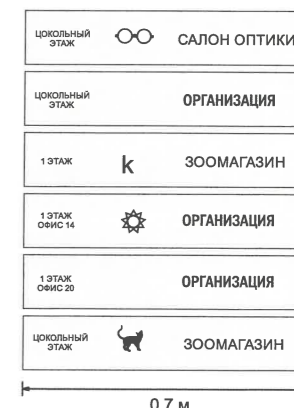 ЦОКОЛЬНЫЙ
ЭТАЖ
САЛОН ОПТИКИ
ЦОКОЛЬНЫЙ
ЭТАЖ
ОРГАНИЗАЦИЯ
1 ЭТАЖ
k
ЗООМАГАЗИН
1 ЭТАЖ
ОФИС 14
ОРГАНИЗАЦИЯ
1 ЭТАЖ
ОФИС 20
ОРГАНИЗАЦИЯ
ЦОКОЛЬНЫЙ
ЭТАЖ
ЗООМАГАЗИН
0,7 м